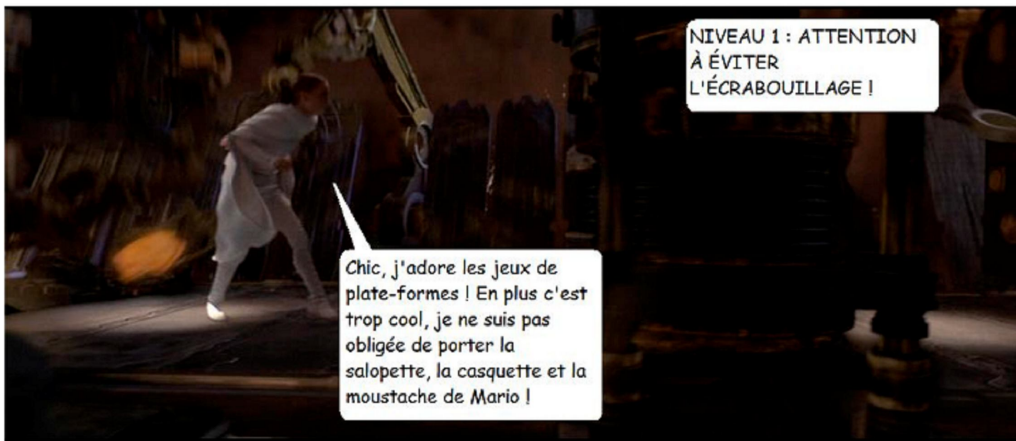 NIVEAU 1 : ATTENTION
À ÉVITER
L'ÉCRABOUILLAGE !
Chic, j'adore les jeux de
plate-formes ! En plus c'est
trop cool, je ne suis pas
obligée de porter la
salopette, la casquette et la
moustache de Mario !